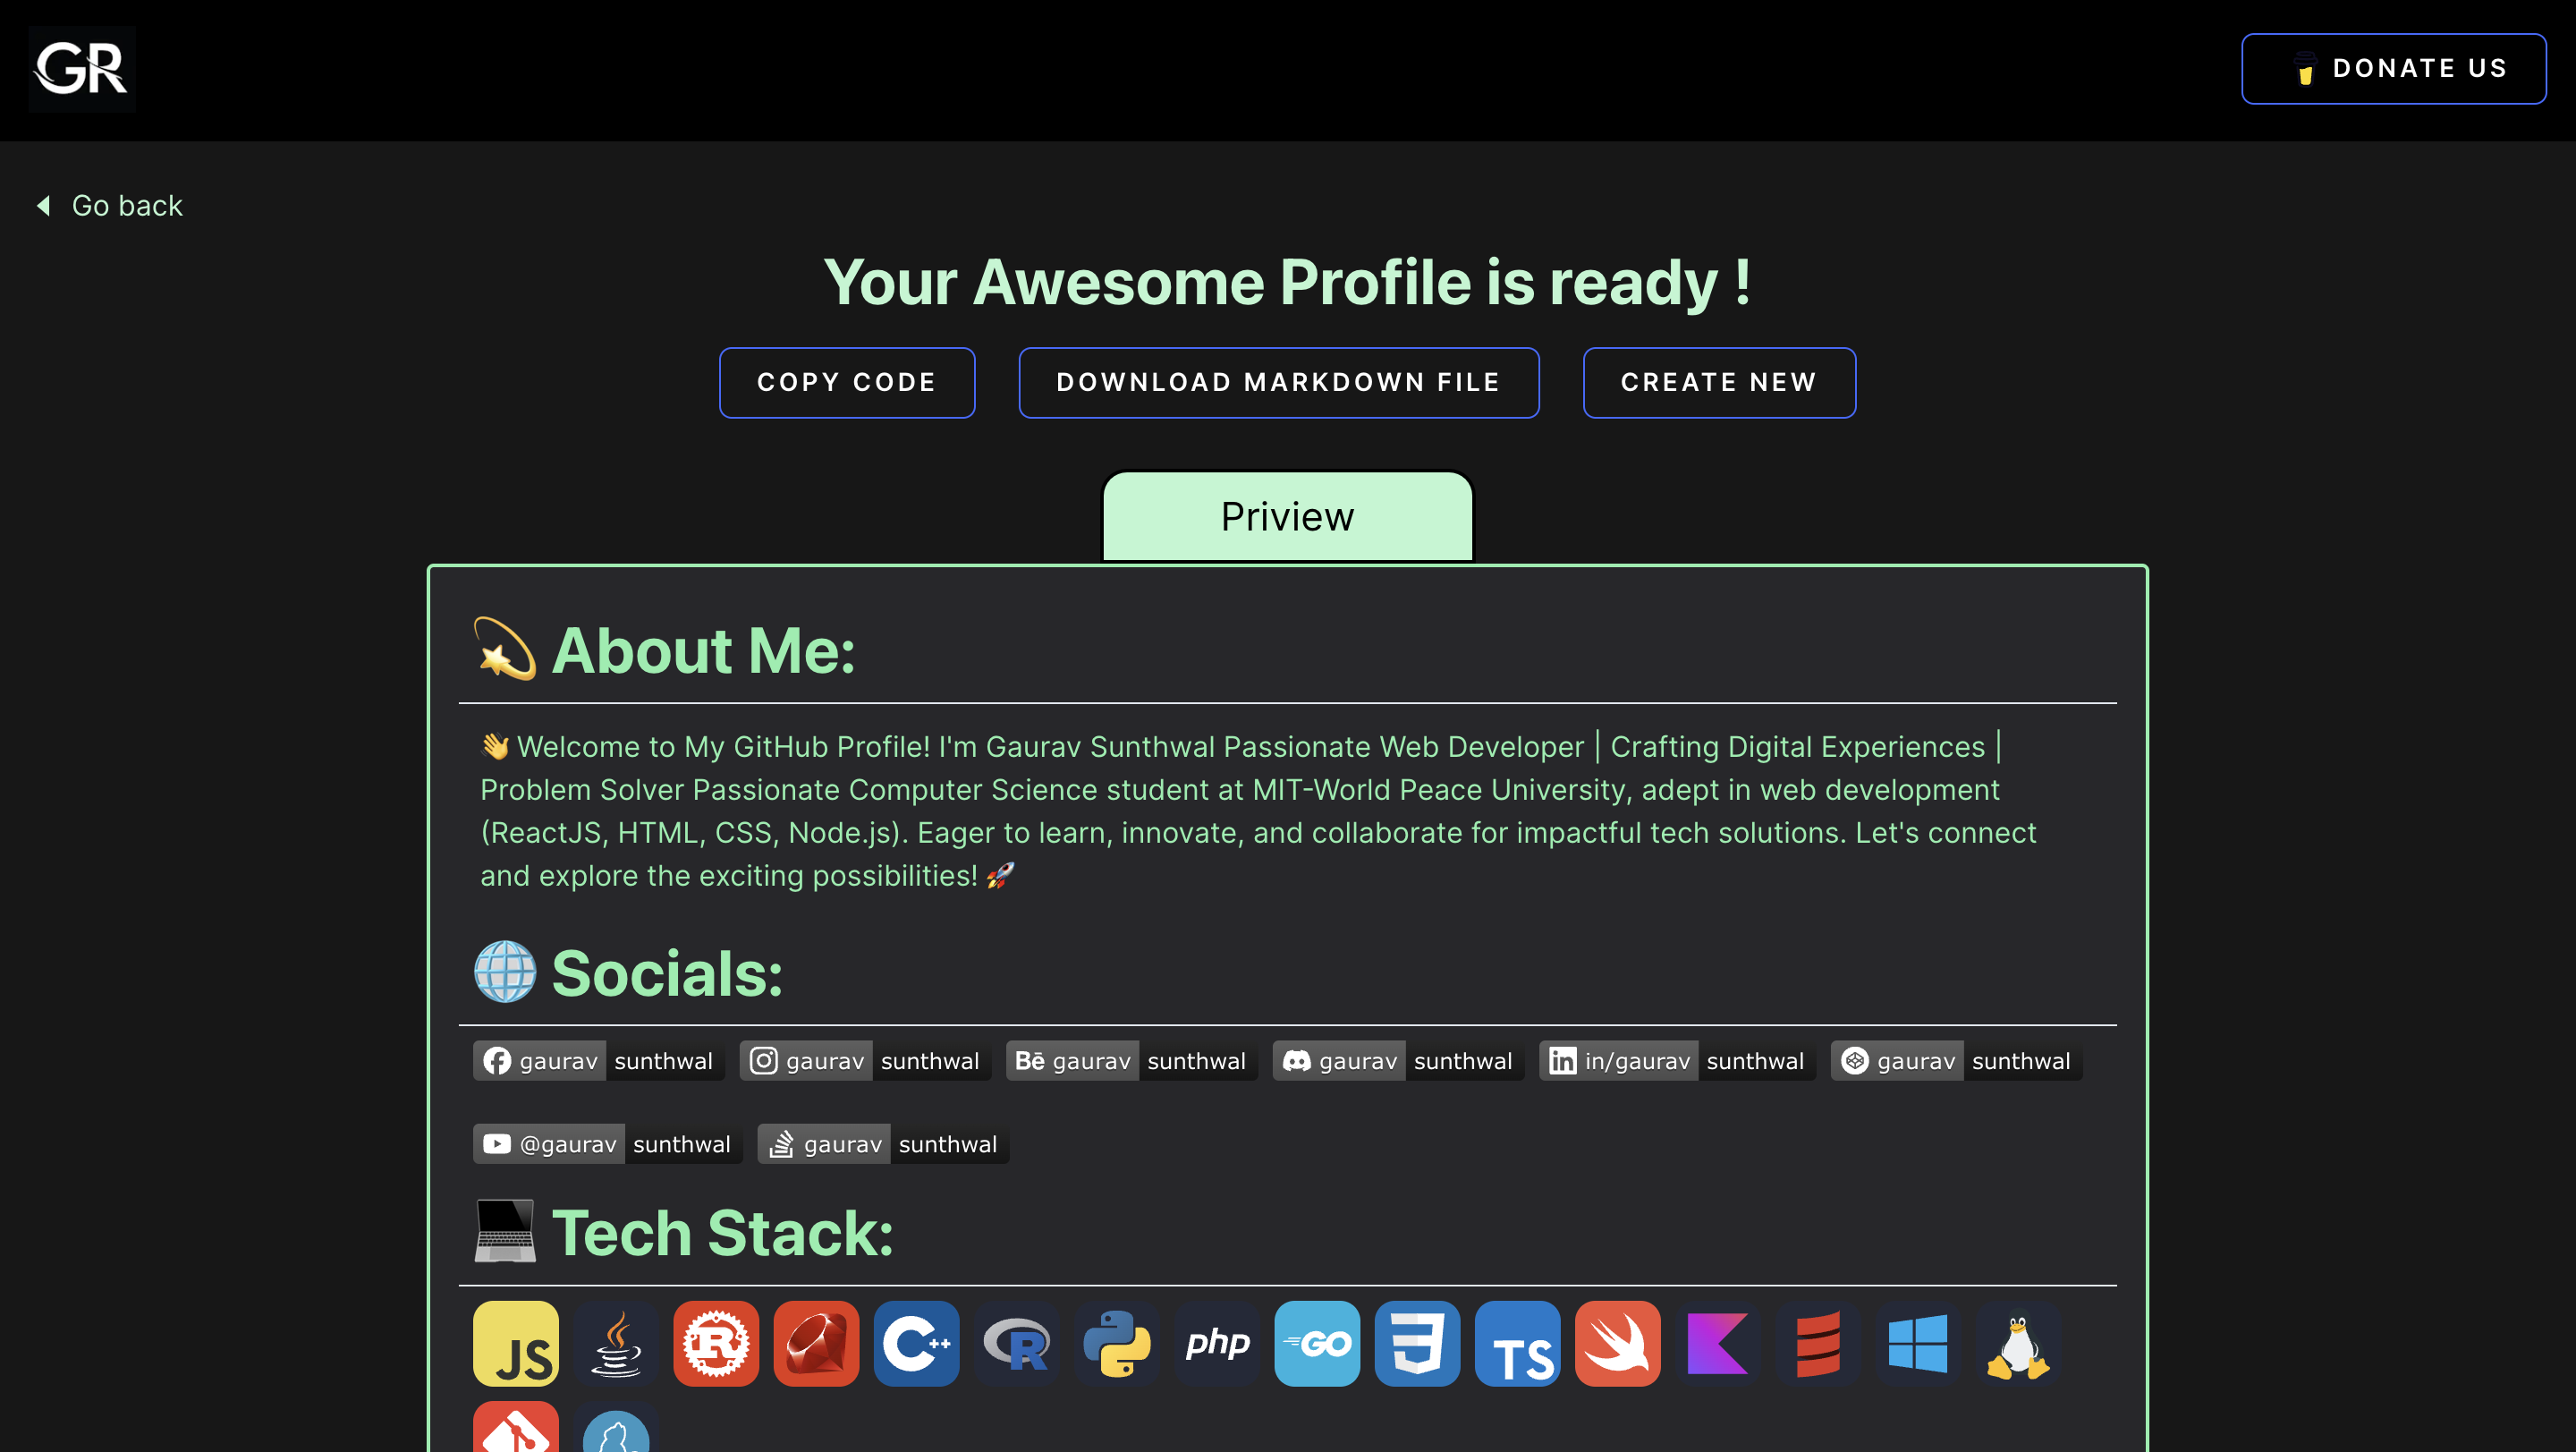 GR
DONATE US
Go back
Your Awesome Profile is ready !
COPY CODE
DOWNLOAD MARKDOWN FILE
CREATE NEW
Priview
💫 About Me:
👋 Welcome to My GitHub Profile! I'm Gaurav Sunthwal Passionate Web Developer | Crafting Digital Experiences |
Problem Solver Passionate Computer Science student at MIT-World Peace University, adept in web development
(ReactJS, HTML, CSS, Node.js). Eager to learn, innovate, and collaborate for impactful tech solutions. Let's connect
and explore the exciting possibilities! 🚀
🌐 Socials:
gaurav sunthwal
gaurav sunthwal
Bē gaurav sunthwal
gaurav sunthwal
in in/gaurav sunthwal
gaurav sunthwal
@gaurav sunthwal
gaurav sunthwal
💻 Tech Stack:
JS
R
C++
R
php
GO
3
TS